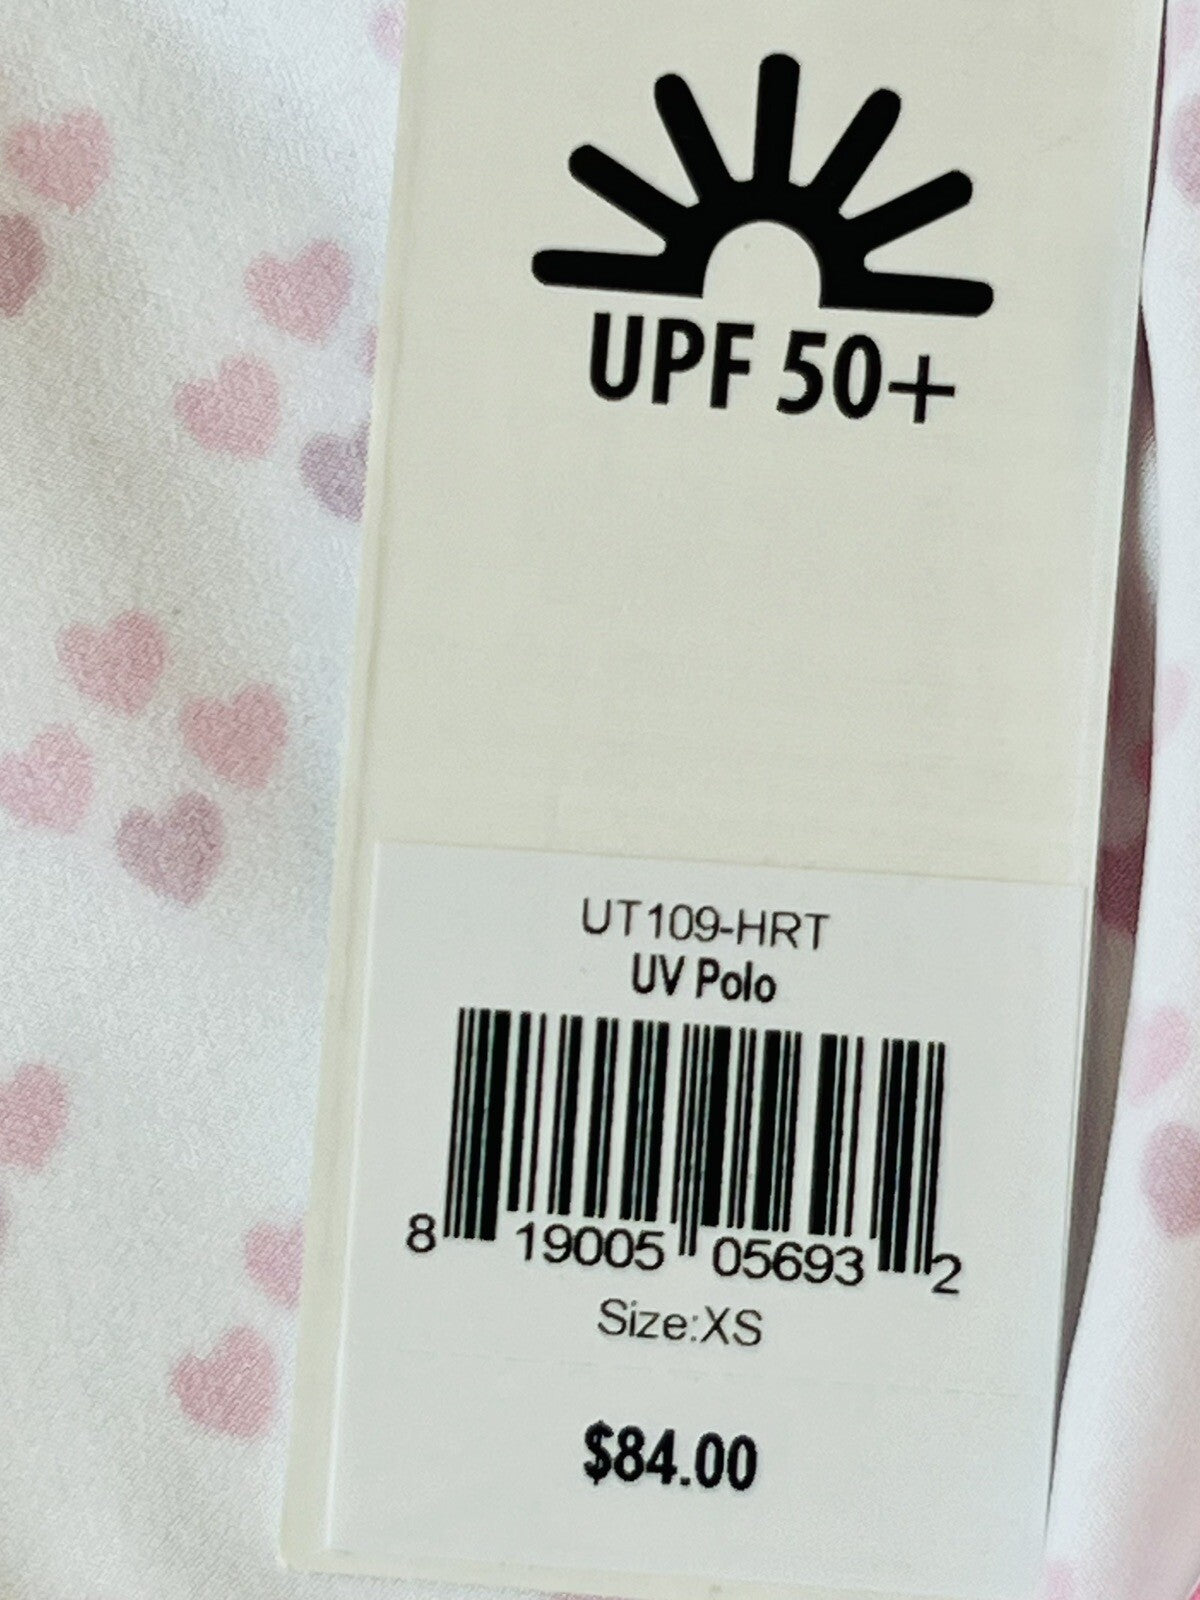 UPF 50+
UT109-HRT
UV Polo
8 19005 05693 2
Size:XS
$84.00